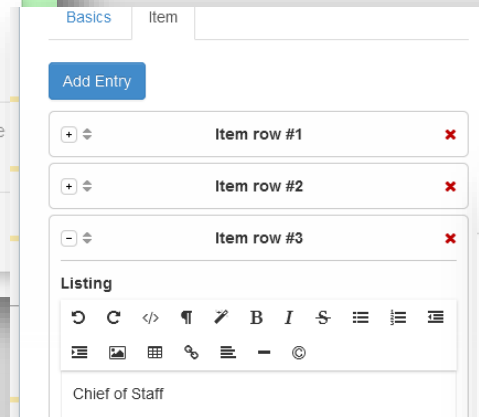 Basics Item
Add Entry
Item row #1
Item row #2
Item row #3
Listing
Chief of Staff